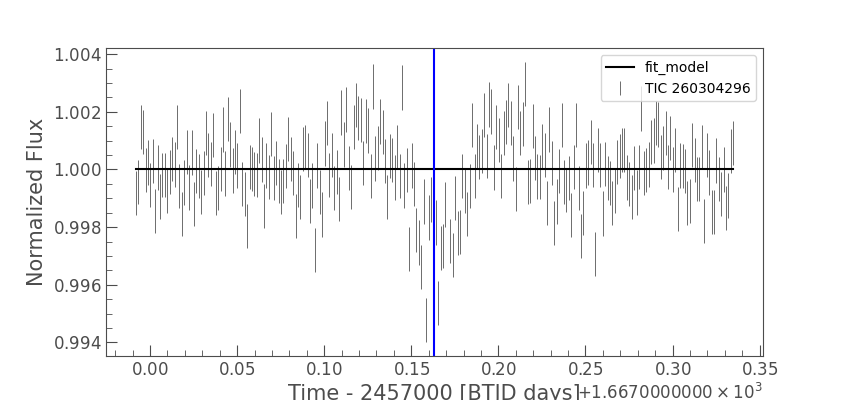 1.004
1.002
1.000
0.998
0.996
0.994
Normalized Flux
fit_model
TIC 260304296
0.00 0.05 0.10 0.15 0.20 0.25 0.30 0.35
Time - 2457000 [BTJD days]
+1.6670000000 × 10³